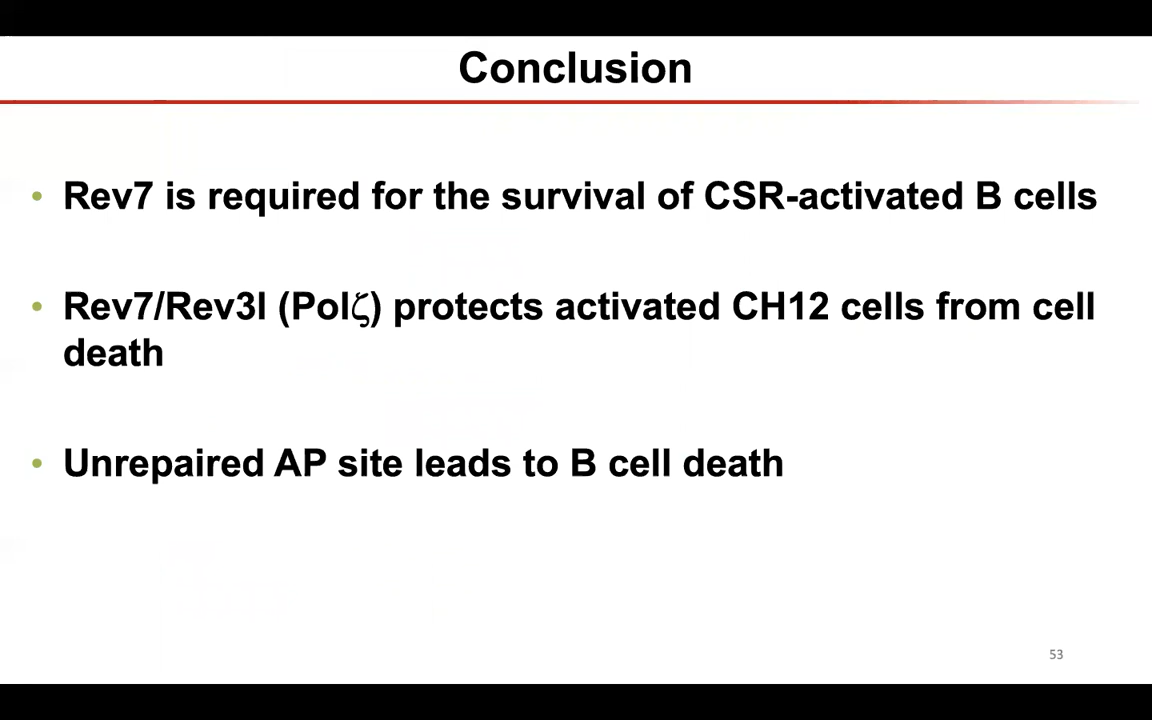 Conclusion
• Rev7 is required for the survival of CSR-activated B cells
• Rev7/Rev3l (Polζ) protects activated CH12 cells from cell
death
• Unrepaired AP site leads to B cell death
53